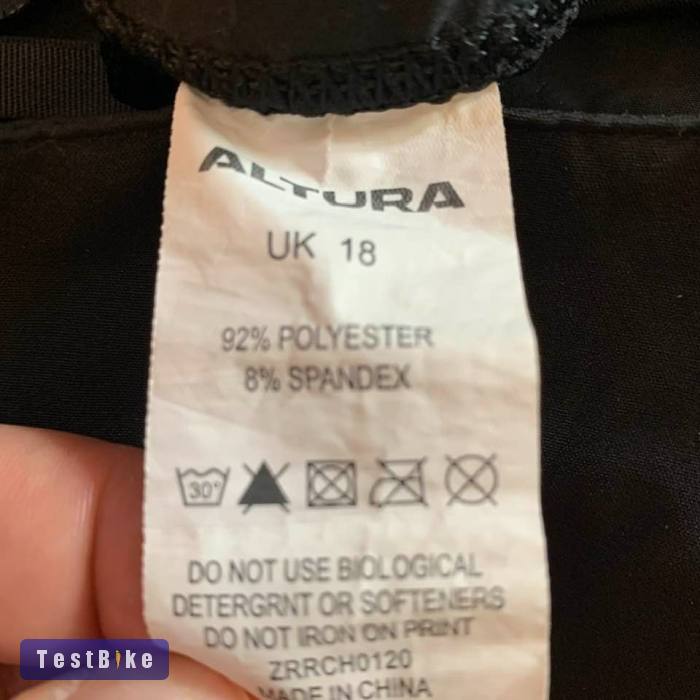 ALTURA
UK 18
92% POLYESTER
8% SPANDEX
30°
DO NOT USE BIOLOGICAL
DETERGRNT OR SOFTENERS
DO NOT IRON ON PRINT
ZRRCH0120
MADE IN CHINA
TestBike